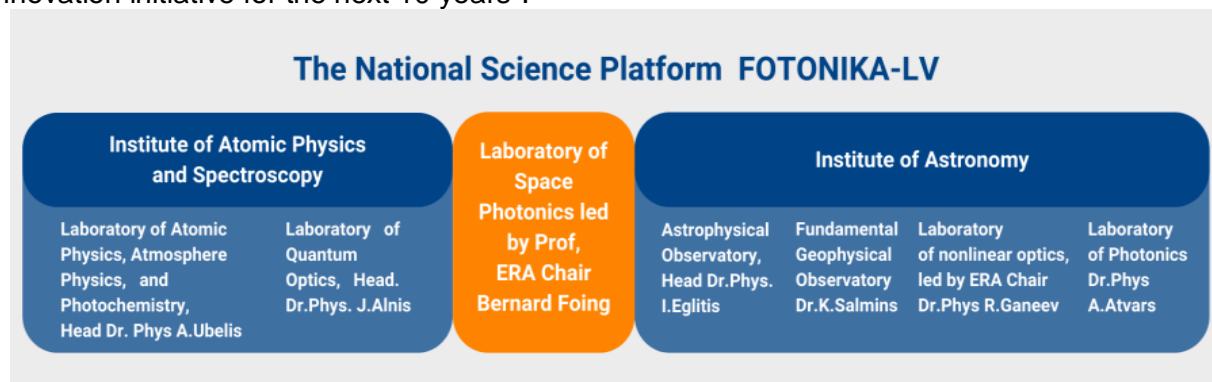 The National Science Platform FOTONIKA-LV
Institute of Atomic Physics
and Spectroscopy
Laboratory of Atomic
Physics, Atmosphere
Physics, and
Photochemistry,
Head Dr. Phys A.Ubelis
Laboratory of
Quantum
Optics, Head.
Dr.Phys. J.Alnis
Laboratory of
Space
Photonics led
by Prof,
ERA Chair
Bernard Foing
Institute of Astronomy
Astrophysical
Observatory,
Head Dr.Phys.
I.Eglitis
Fundamental
Geophysical
Observatory
Dr.K.Salmins
Laboratory
of nonlinear optics,
led by ERA Chair
Dr.Phys R.Ganeev
Laboratory
of Photonics
Dr.Phys
A.Atvars